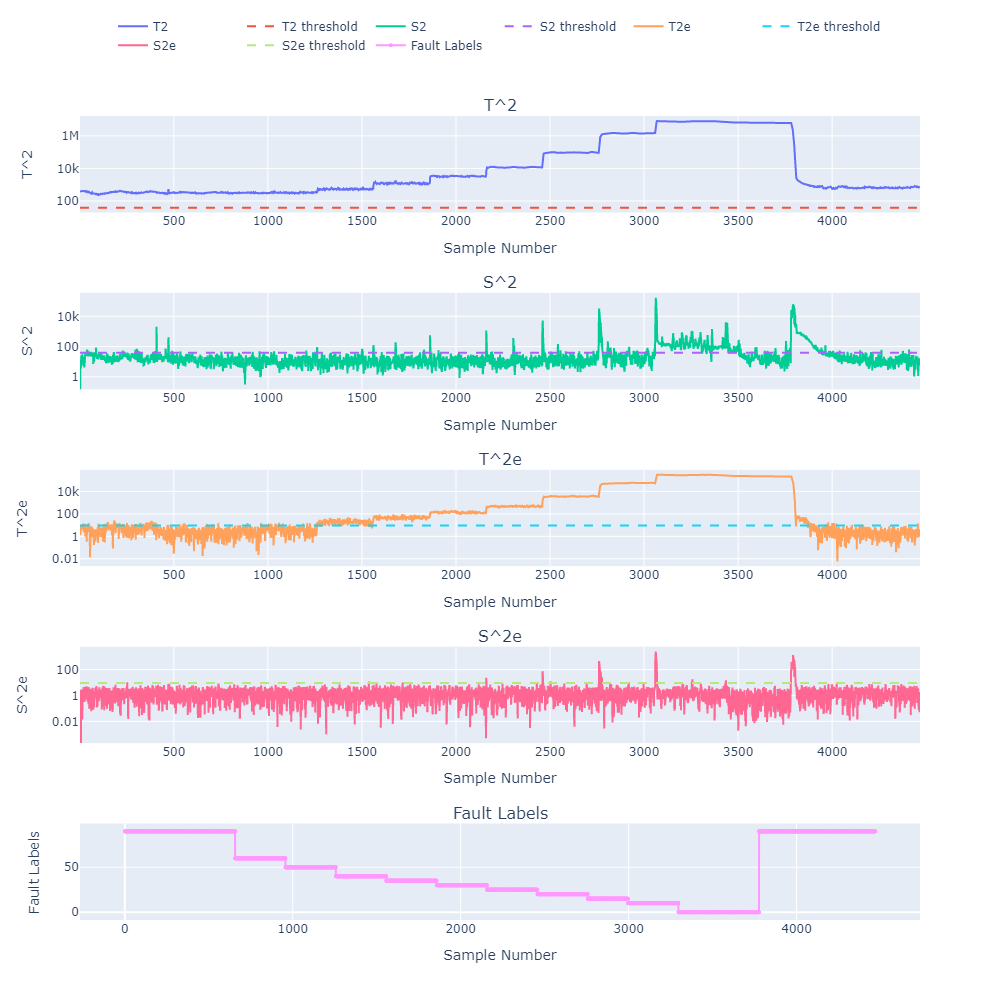 T2 T2 threshold S2 S2 threshold T2e T2e threshold
S2e S2e threshold Fault Labels
T^2
1M
10k
100
T^2
500 1000 1500 2000 2500 3000 3500 4000
Sample Number
S^2
10k
100
1
S^2
500 1000 1500 2000 2500 3000 3500 4000
Sample Number
T^2e
10k
100
1
0.01
T^2e
500 1000 1500 2000 2500 3000 3500 4000
Sample Number
S^2e
100
1
0.01
S^2e
500 1000 1500 2000 2500 3000 3500 4000
Sample Number
Fault Labels
50
0
Fault Labels
0 1000 2000 3000 4000
Sample Number